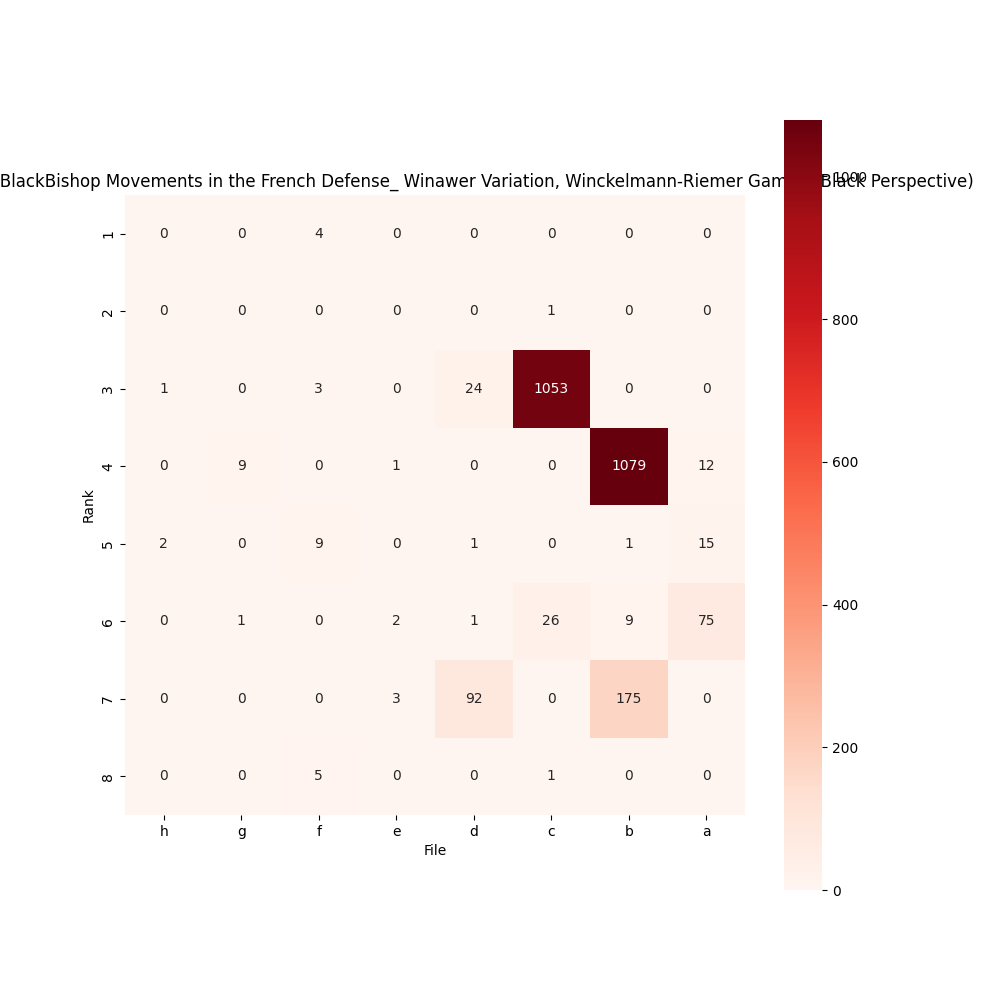 BlackBishop Movements in the French Defense_ Winawer Variation, Winckelmann-Riemer Gam Black Perspective)
1000
800
600
400
200
0
Rank
1 0 0 4 0 0 0 0 0
2 0 0 0 0 0 1 0 0
3 1 0 3 0 24 1053 0 0
4 0 9 0 1 0 0 1079 12
5 2 0 9 0 1 1 15
6 0 1 0 2 1 26 9 75
7 0 0 0 3 92 0 175 0
8 0 0 5 0 0 1 0 0
h g f e d c b a
File